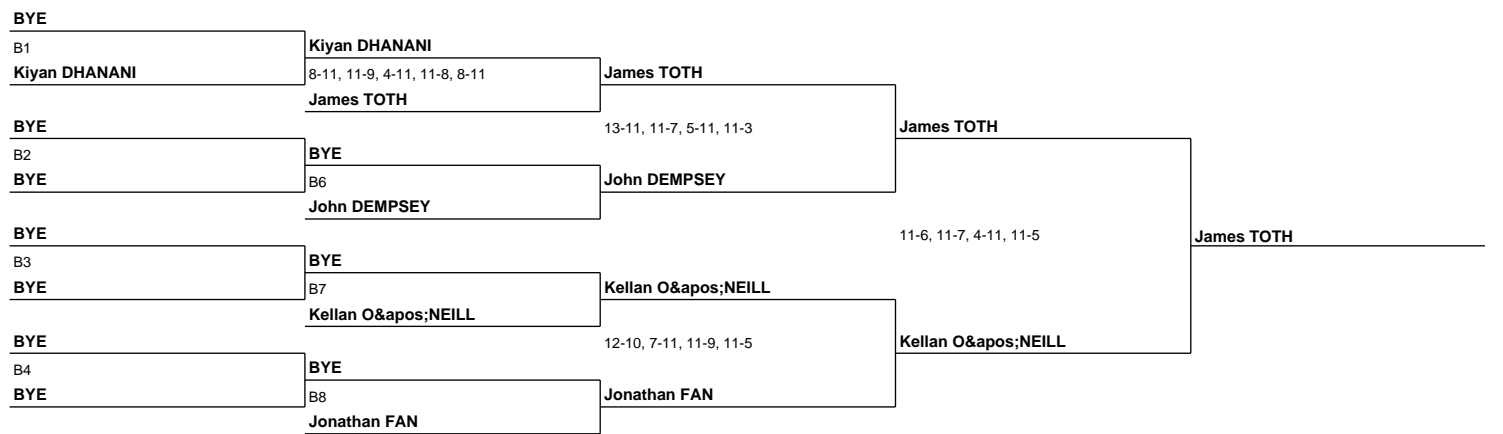 BYE
B1
Kiyan DHANANI
BYE
B2
BYE
BYE
B3
BYE
BYE
B4
BYE
Kiyan DHANANI
8-11, 11-9, 4-11, 11-8, 8-11
James TOTH
BYE
B6
John DEMPSEY
BYE
B7
Kellan O&apos;NEILL
BYE
B8
Jonathan FAN
James TOTH
13-11, 11-7, 5-11, 11-3
John DEMPSEY
Kellan O&apos;NEILL
12-10, 7-11, 11-9, 11-5
Jonathan FAN
James TOTH
11-6, 11-7, 4-11, 11-5
Kellan O&apos;NEILL
James TOTH